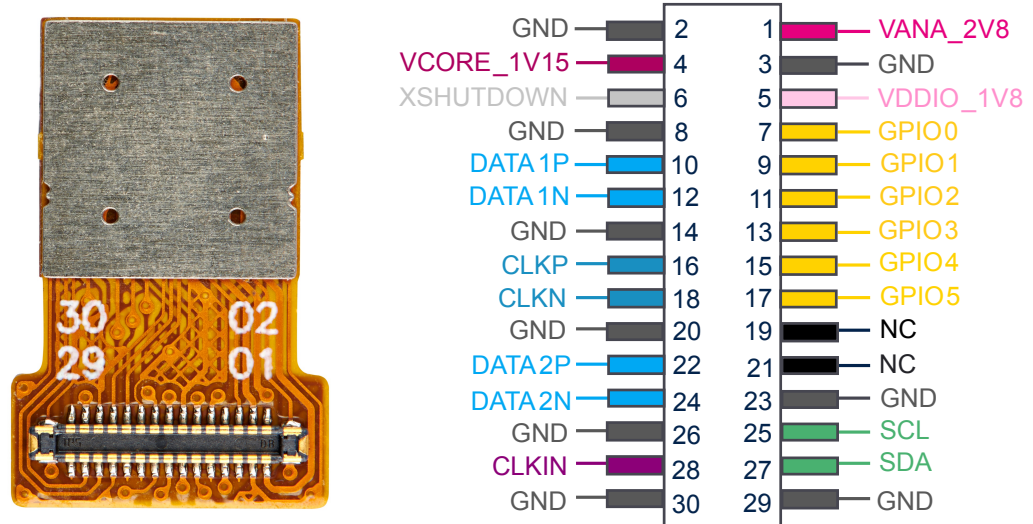 30 02
29 01
GND 2 1 VANA_2V8
VCORE_1V15 4 3 GND
XSHUTDOWN 6 5 VDDIO_1V8
GND 8 7 GPIO0
DATA1P 10 9 GPIO1
DATA1N 12 11 GPIO2
GND 14 13 GPIO3
CLKP 16 15 GPIO4
CLKN 18 17 GPIO5
GND 20 19 NC
DATA2P 22 21 NC
DATA2N 24 23 GND
GND 26 25 SCL
CLKIN 28 27 SDA
GND 30 29 GND